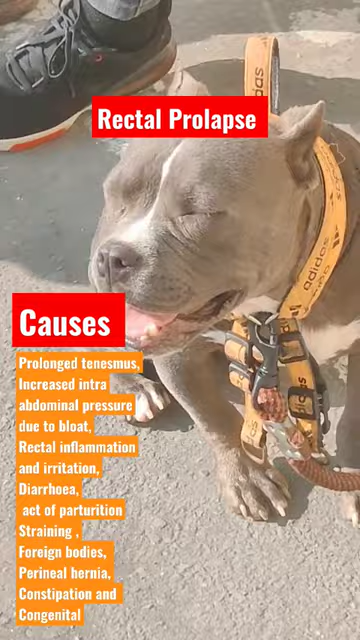 adidas
Rectal Prolapse
adidas
Causes
Prolonged tenesmus,
Increased intra
abdominal pressure
due to bloat,
Rectal inflammation
and irritation,
Diarrhoea,
act of parturition
Straining ,
Foreign bodies,
Perineal hernia,
Constipation and
Congenital